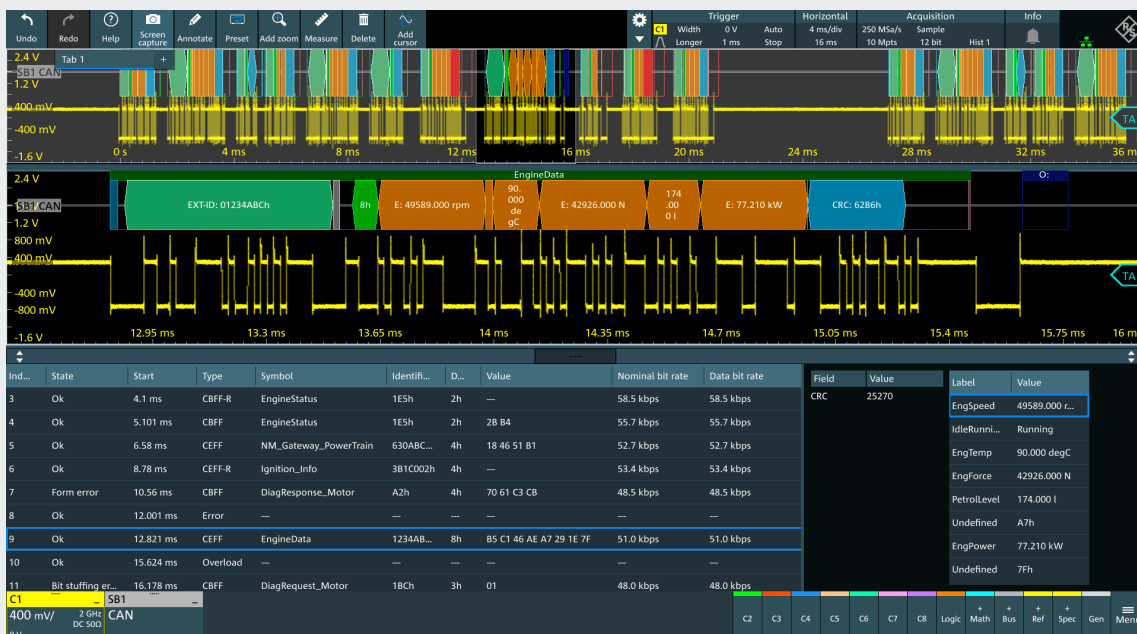 Undo
Redo
Help
Screen capture
Annotate
Preset
Add zoom
Measure
Delete
Add cursor
Trigger
C1 Width 0 V Auto
Longer 1 ms Stop
Horizontal
4 ms/div
16 ms
Acquisition
250 MSa/s Sample
10 Mpts 12 bit Hist 1
Info
R&S
2.4 V
Tab 1 +
SB1 CAN
1.2 V
400 mV
-400 mV
-1.6 V
TA
0 s 4 ms 8 ms 12 ms 16 ms 20 ms 24 ms 28 ms 32 ms 36 m
EngineData
O:
2.4 V
SB1 CAN
1.2 V
EXT-ID: 01234ABCh
8h
E: 49589.000 rpm
90.
000
de
gC
E: 42926.000 N
174
.00
0 l
E: 77.210 kW
CRC: 62B6h
800 mV
400 mV
-400 mV
-800 mV
-1.6 V
TA
12.95 ms 13.3 ms 13.65 ms 14 ms 14.35 ms 14.7 ms 15.05 ms 15.4 ms 15.75 ms 16 m
Ind... State Start Type Symbol Identifi... D... Value Nominal bit rate Data bit rate
3 Ok 4.1 ms CBFF-R EngineStatus 1E5h 2h --- 58.5 kbps 58.5 kbps
4 Ok 5.101 ms CBFF EngineStatus 1E5h 2h 2B B4 55.7 kbps 55.7 kbps
5 Ok 6.58 ms CEFF NM_Gateway_PowerTrain 630ABC... 4h 18 46 51 B1 52.7 kbps 52.7 kbps
6 Ok 8.78 ms CEFF-R Ignition_Info 3B1C002h 4h --- 53.4 kbps 53.4 kbps
7 Form error 10.56 ms CBFF DiagResponse_Motor A2h 4h 70 61 C3 CB 48.5 kbps 48.5 kbps
8 Ok 12.001 ms Error --- --- --- --- --- ---
9 Ok 12.821 ms CEFF EngineData 1234AB... 8h B5 C1 46 AE A7 29 1E 7F 51.0 kbps 51.0 kbps
10 Ok 15.624 ms Overload --- --- --- --- --- ---
11 Bit stuffing er... 16.178 ms CBFF DiagRequest_Motor 1BCh 3h 01 48.0 kbps 48.0 kbps
Field Value
CRC 25270
Label Value
EngSpeed 49589.000 r...
IdleRunni... Running
EngTemp 90.000 degC
EngForce 42926.000 N
PetrolLevel 174.000 l
Undefined A7h
EngPower 77.210 kW
Undefined 7Fh
C1
400 mV/ 2 GHz
DC 50Ω
SB1
CAN
C2 C3 C4 C5 C6 C7 C8 Logic + Math + Bus + Ref + Spec Gen Menu